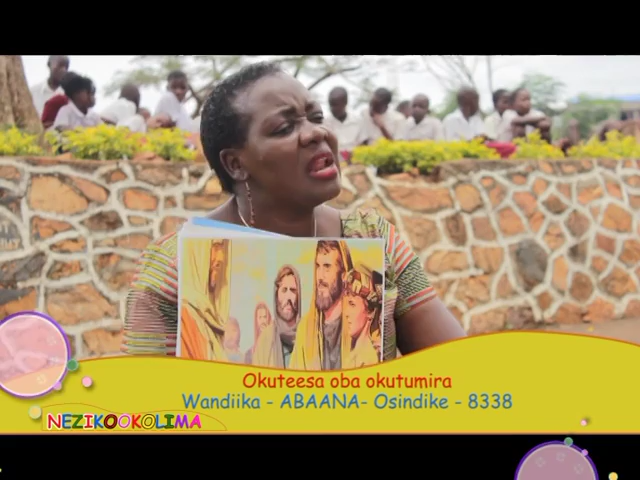 Okuteesa oba okutumira
Wandiika - ABAANA- Osindike - 8338
NEZIKOOKOLIMA